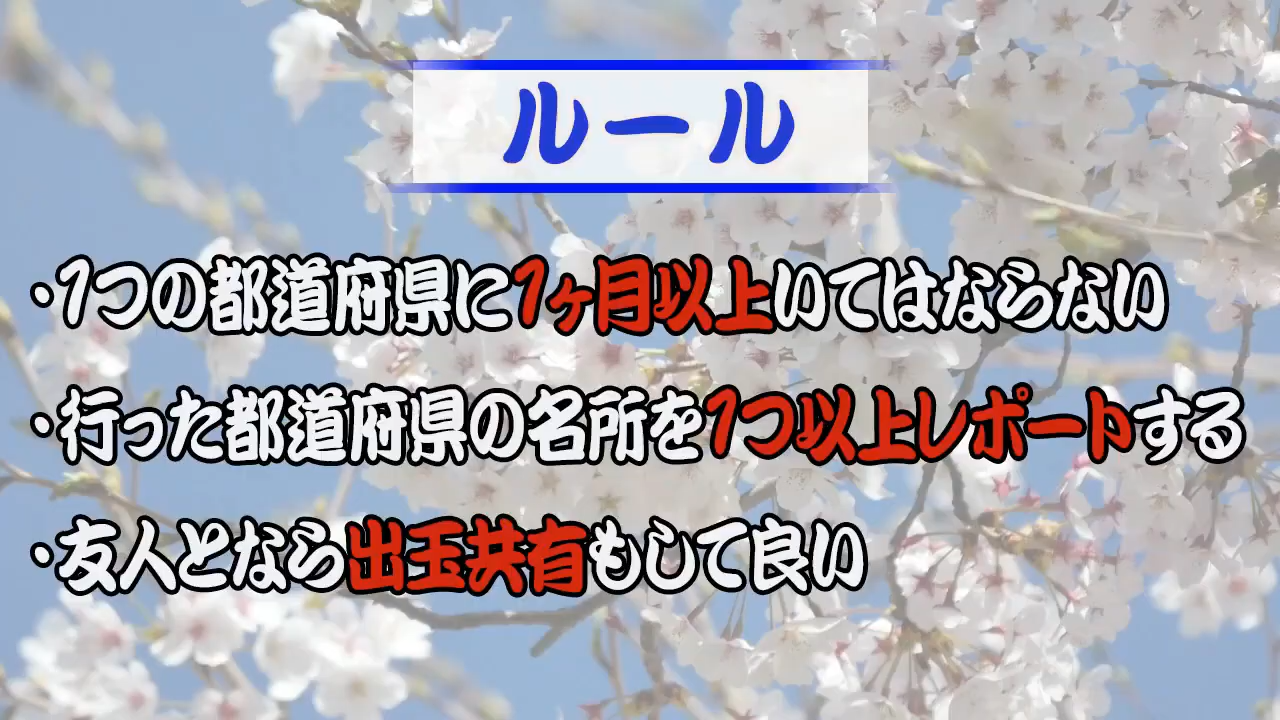 ルール
・1つの都道府県に1ヶ月以上いてはならない
・行った都道府県の名所を1つ以上レポートする
・友人となら出玉共有もして良い